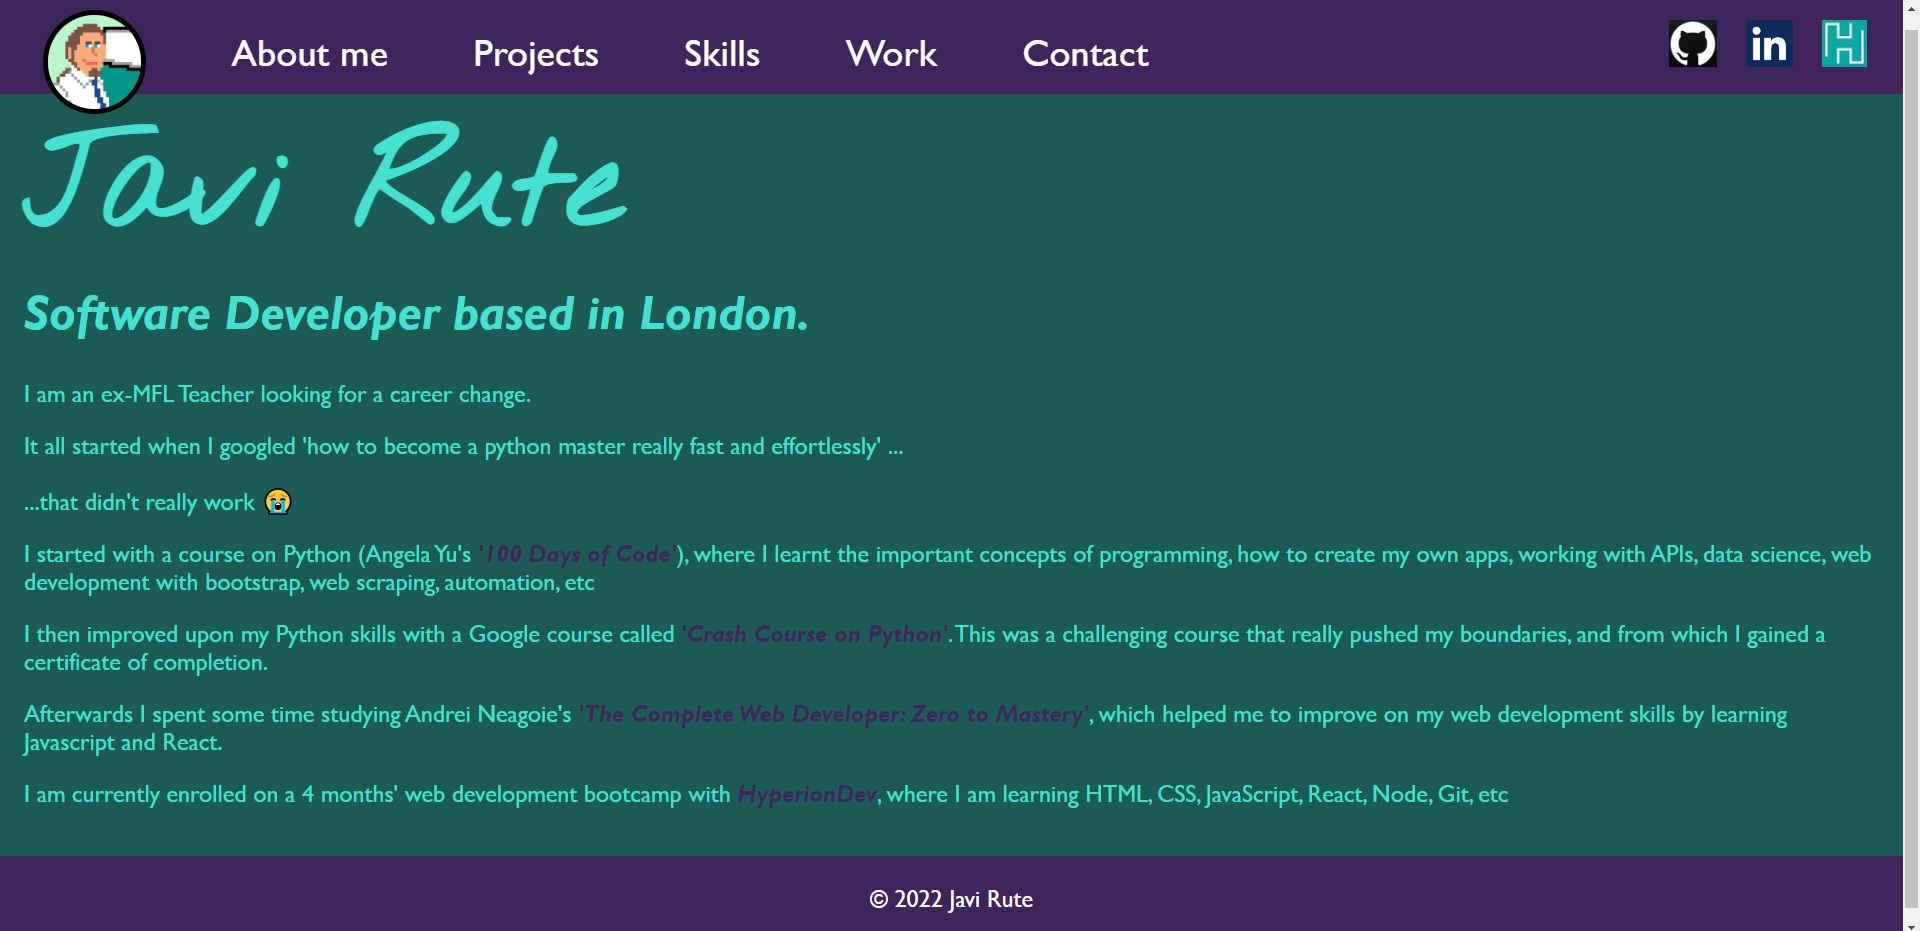 About me Projects Skills Work Contact
in
H
Javi Rute
Software Developer based in London.
I am an ex-MFL Teacher looking for a career change.
It all started when I googled 'how to become a python master really fast and effortlessly' ...
...that didn't really work 😭
I started with a course on Python (Angela Yu's '100 Days of Code'), where I learnt the important concepts of programming, how to create my own apps, working with APIs, data science, web
development with bootstrap, web scraping, automation, etc
I then improved upon my Python skills with a Google course called 'Crash Course on Python'. This was a challenging course that really pushed my boundaries, and from which I gained a
certificate of completion.
Afterwards I spent some time studying Andrei Neagoie's 'The Complete Web Developer: Zero to Mastery', which helped me to improve on my web development skills by learning
Javascript and React.
I am currently enrolled on a 4 months' web development bootcamp with HyperionDev, where I am learning HTML, CSS, JavaScript, React, Node, Git, etc
© 2022 Javi Rute